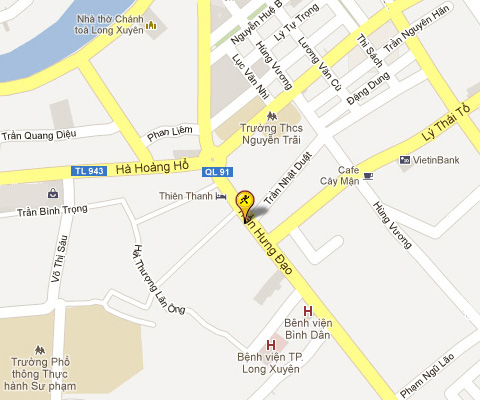 Nhà thờ Chánh
toà Long Xuyên
Nguyễn Huệ B
Lý Tự Trọng
Hùng Vương
Lục Văn Nhi
Lương Văn Cù
Thi Sách
Trần Nguyên Hãn
Đặng Dung
Trần Quang Diệu
Phan Liêm
Trường Thcs
Nguyễn Trãi
Lý Thái Tổ
TL 943
Hà Hoàng Hổ
QL 91
VietinBank
Cafe
Cây Mận
Trần Nhật Duật
Thiên Thanh
Trần Bình Trọng
Hùng Vương
Võ Thị Sáu
Trần Hưng Đạo
Hải Thượng Lãn Ông
H
Bệnh viện
Bình Dân
H
Bệnh viện TP.
Long Xuyên
Trường Phổ
thông Thực
hành Sư phạm
Phạm Ngũ Lão